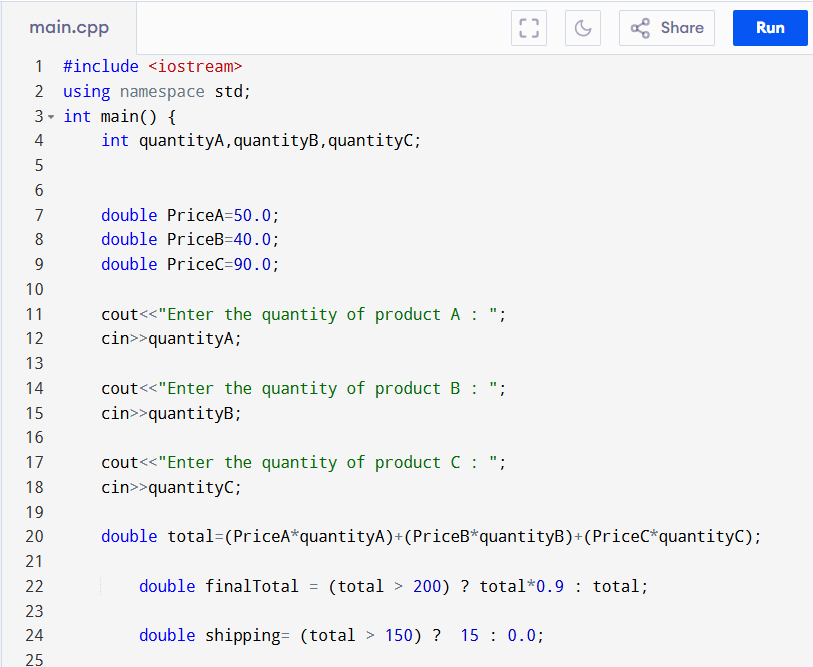 main.cpp
Share
Run
1 #include <iostream>
2 using namespace std;
3 int main() {
4     int quantityA,quantityB,quantityC;
5
6
7     double PriceA=50.0;
8     double PriceB=40.0;
9     double PriceC=90.0;
10
11     cout<<"Enter the quantity of product A : ";
12     cin>>quantityA;
13
14     cout<<"Enter the quantity of product B : ";
15     cin>>quantityB;
16
17     cout<<"Enter the quantity of product C : ";
18     cin>>quantityC;
19
20     double total=(PriceA*quantityA)+(PriceB*quantityB)+(PriceC*quantityC);
21
22         double finalTotal = (total > 200) ? total*0.9 : total;
23
24         double shipping= (total > 150) ?  15 : 0.0;
25